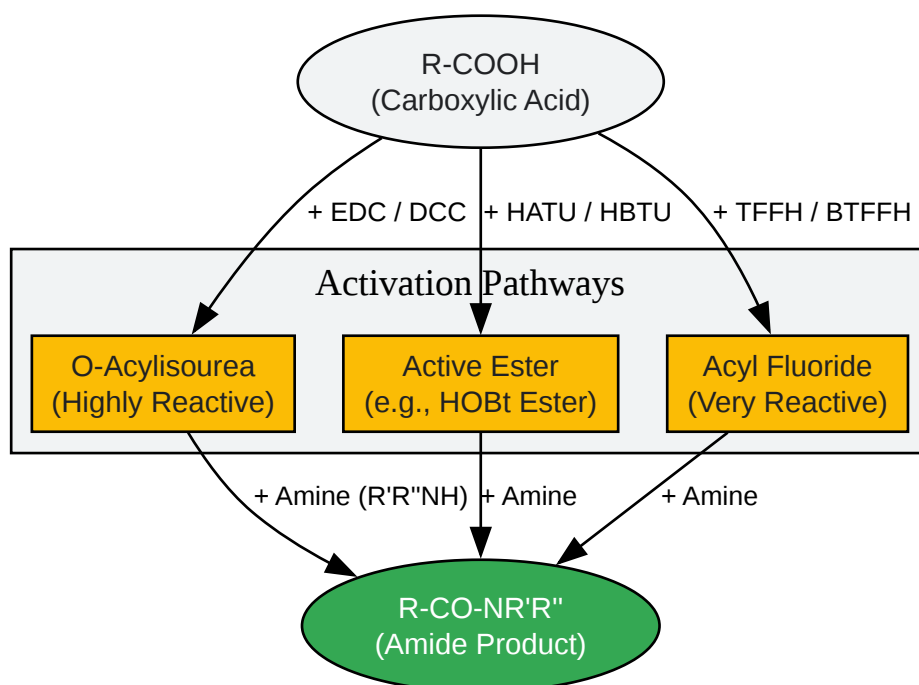 R-COOH
(Carboxylic Acid)
+ EDC / DCC
+ HATU / HBTU
+ TFFH / BTFFH
Activation Pathways
O-Acylisourea
(Highly Reactive)
Active Ester
(e.g., HOBt Ester)
Acyl Fluoride
(Very Reactive)
+ Amine (R'R''NH)
+ Amine
+ Amine
R-CO-NR'R''
(Amide Product)